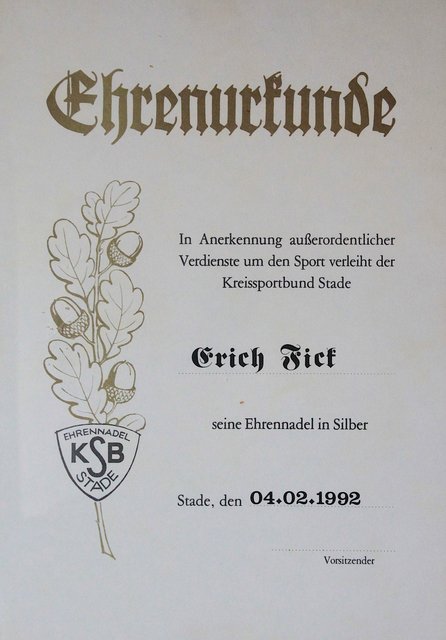 Ehrenurkunde
In Anerkennung außerordentlicher
Verdienste um den Sport verleiht der
Kreissportbund Stade
Erich Fick
seine Ehrennadel in Silber
EHRENNADEL
KSB
STADE
Stade, den 04.02.1992
Vorsitzender